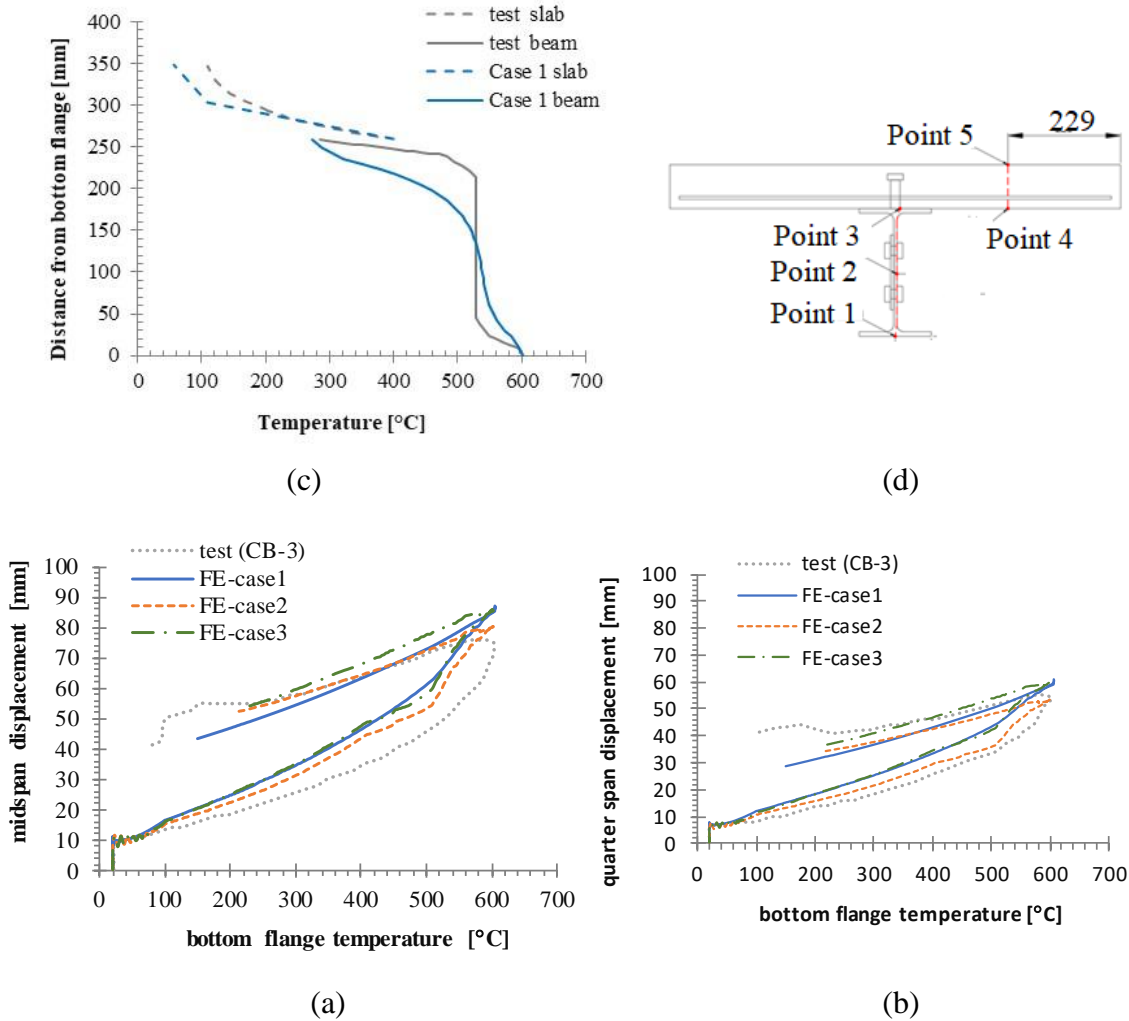 test slab
test beam
Case 1 slab
Case 1 beam
Distance from bottom flange [mm]
400
350
300
250
200
150
100
50
0
0 100 200 300 400 500 600 700
Temperature [°C]
(c)
229
Point 5
Point 3
Point 4
Point 2
Point 1
(d)
test (CB-3)
FE-case1
FE-case2
FE-case3
midspan displacement [mm]
100
90
80
70
60
50
40
30
20
10
0
0 100 200 300 400 500 600 700
bottom flange temperature [°C]
(a)
test (CB-3)
FE-case1
FE-case2
FE-case3
quarter span displacement [mm]
100
90
80
70
60
50
40
30
20
10
0
0 100 200 300 400 500 600 700
bottom flange temperature [°C]
(b)